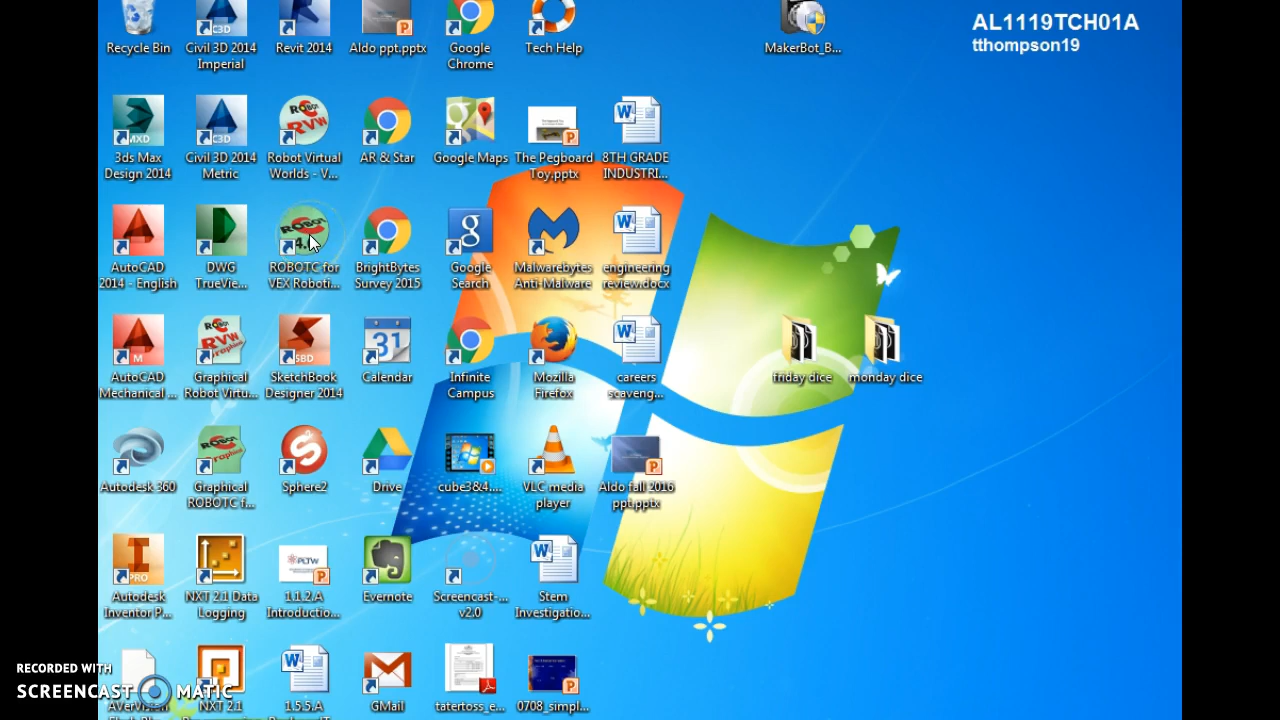 AL1119TCH01A
tthompson19
Recycle Bin
Civil 3D 2014
Imperial
Revit 2014
Aldo ppt.pptx
Google
Chrome
Tech Help
MakerBot_B...
3ds Max
Design 2014
Civil 3D 2014
Metric
Robot Virtual
Worlds - V...
AR & Star
Google Maps
The Pegboard
Toy.pptx
8TH GRADE
INDUSTRI...
AutoCAD
2014 - English
DWG
TrueVie...
ROBOTC for
VEX Roboti...
BrightBytes
Survey 2015
Google
Search
Malwarebytes
Anti-Malware
engineering
review.docx
AutoCAD
Mechanical ...
Graphical
Robot Virtu...
SketchBook
Designer 2014
31
Calendar
Infinite
Campus
Mozilla
Firefox
careers
scaveng...
friday dice
monday dice
Autodesk 360
Graphical
ROBOTC f...
Sphere2
Drive
cube3&4....
VLC media
player
Aldo fall 2016
ppt.pptx
Autodesk
Inventor P...
NXT 2.1 Data
Logging
PLTW
1.1.2.A
Introductio...
Evernote
Screencast-...
v2.0
Stem
Investigatio...
NXT 2.1
1.5.5.A
GMail
tatertoss_e...
0708_simpl...
RECORDED WITH
SCREENCAST MATIC